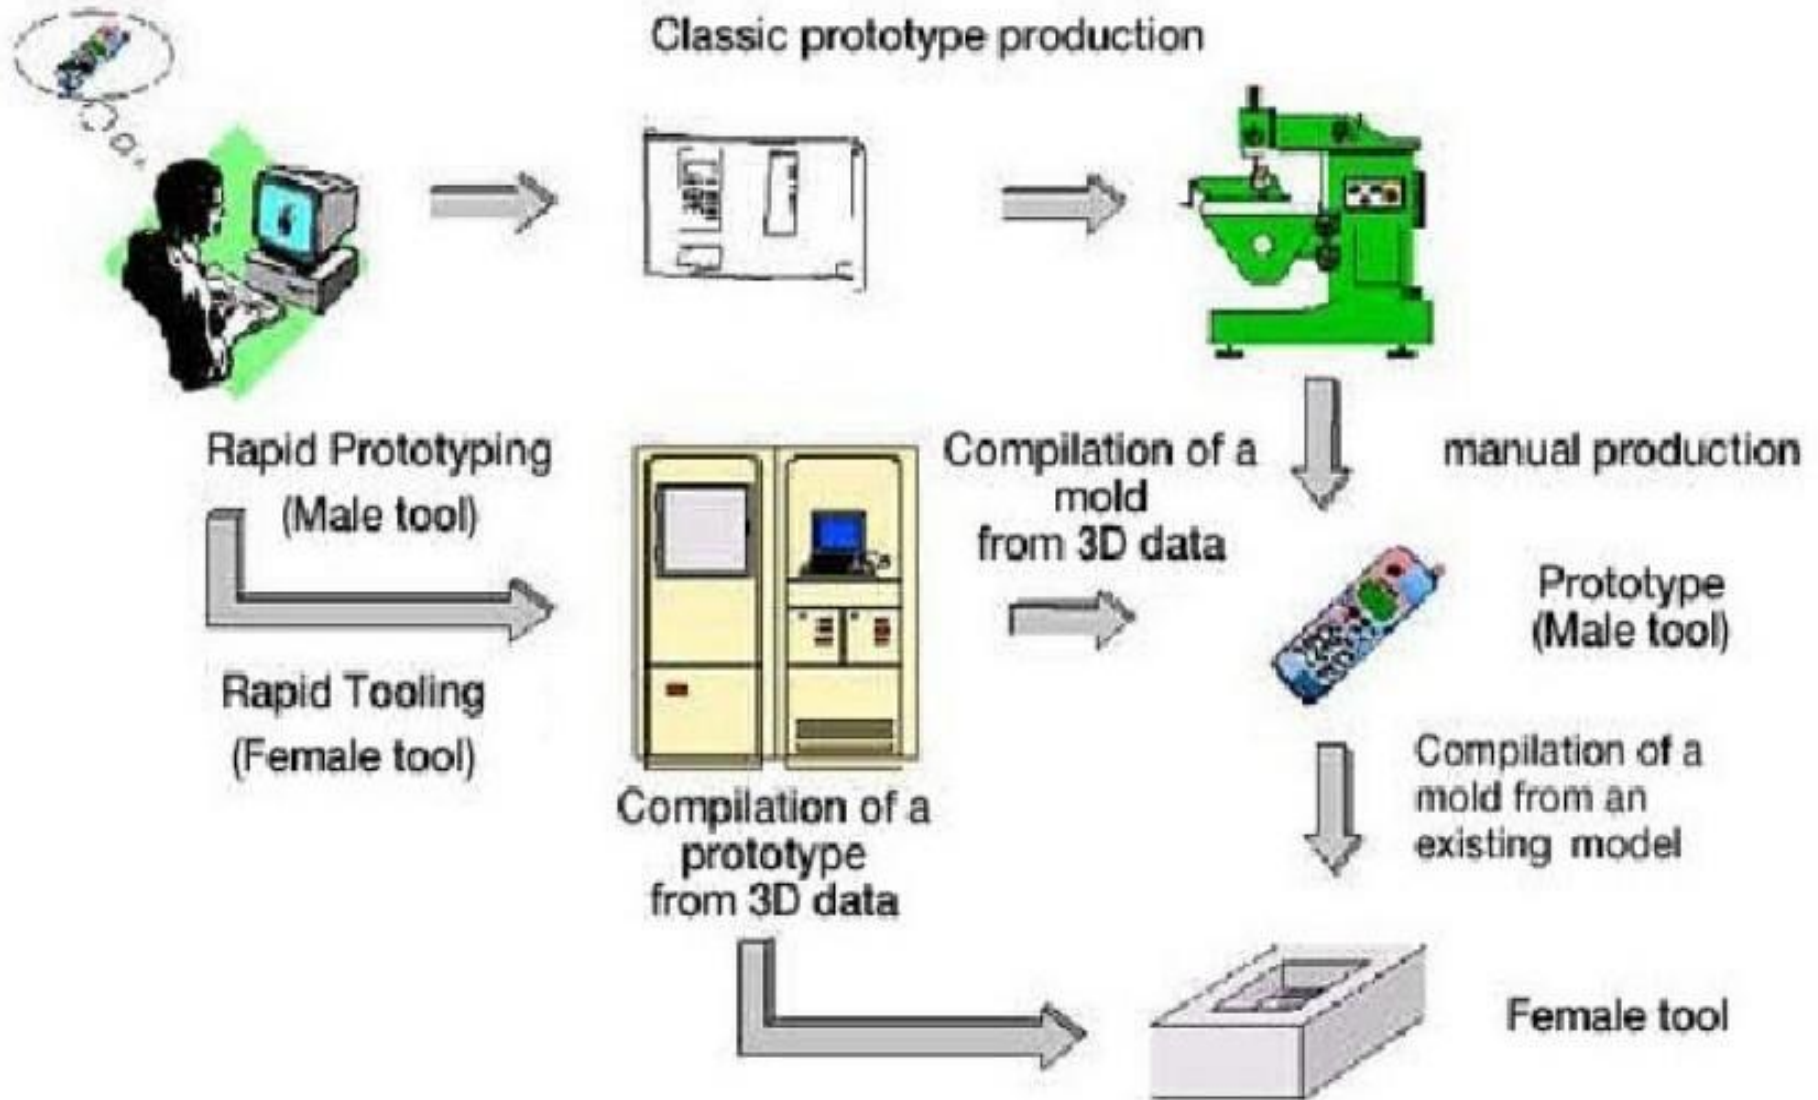 Classic prototype production
Rapid Prototyping
(Male tool)
Compilation of a
mold
from 3D data
manual production
Prototype
(Male tool)
Rapid Tooling
(Female tool)
Compilation of a
prototype
from 3D data
Compilation of a
mold from an
existing model
Female tool